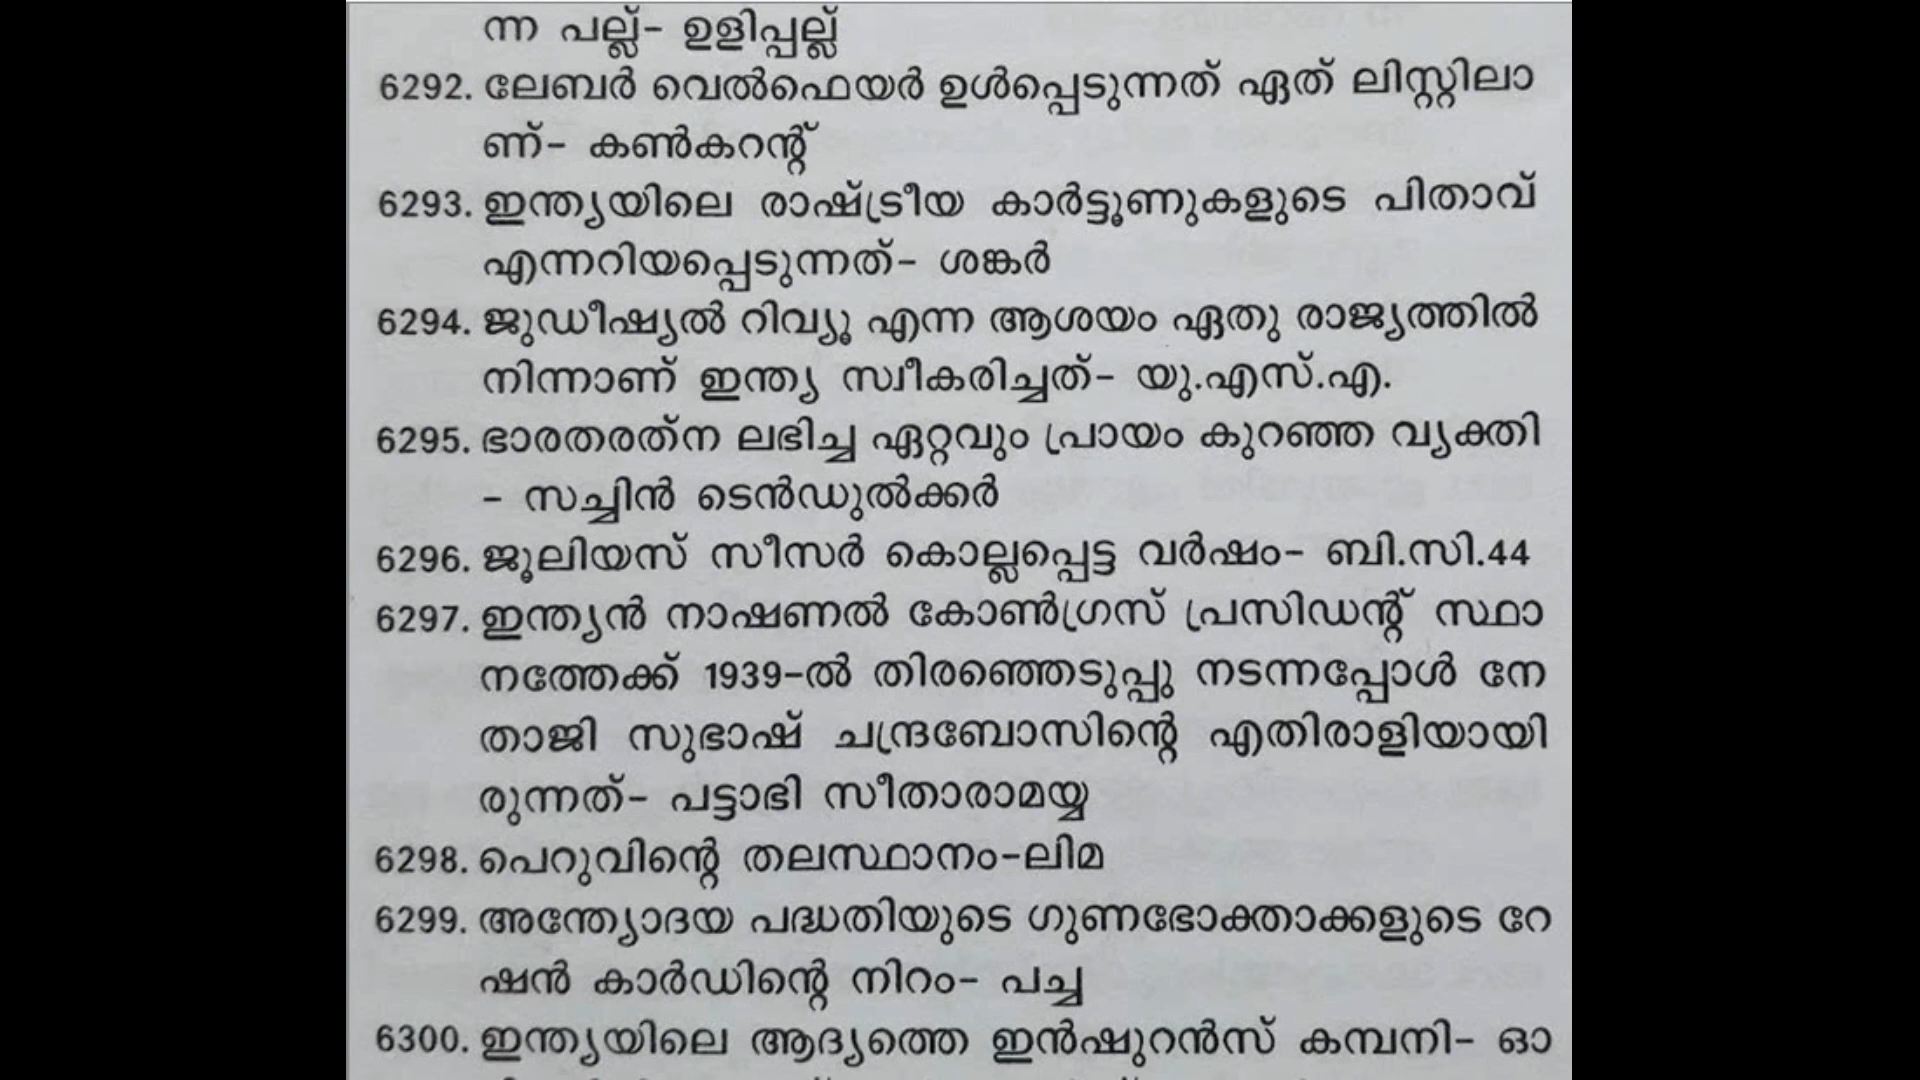 ന്ന പല്ല്- ഉളിപ്പല്ല്
6292. ലേബർ വെൽഫെയർ ഉൾപ്പെടുന്നത് ഏത് ലിസ്റ്റിലാ
ണ്- കൺകറന്റ്
6293. ഇന്ത്യയിലെ രാഷ്ട്രീയ കാർട്ടൂണുകളുടെ പിതാവ്
എന്നറിയപ്പെടുന്നത്- ശങ്കർ
6294. ജുഡീഷ്യൽ റിവ്യൂ എന്ന ആശയം ഏതു രാജ്യത്തിൽ
നിന്നാണ് ഇന്ത്യ സ്വീകരിച്ചത്- യു.എസ്.എ.
6295. ഭാരതരത്ന ലഭിച്ച ഏറ്റവും പ്രായം കുറഞ്ഞ വ്യക്തി
- സച്ചിൻ ടെൻഡുൽക്കർ
6296. ജൂലിയസ് സീസർ കൊല്ലപ്പെട്ട വർഷം- ബി.സി.44
6297. ഇന്ത്യൻ നാഷണൽ കോൺഗ്രസ് പ്രസിഡന്റ് സ്ഥാ
നത്തേക്ക് 1939-ൽ തിരഞ്ഞെടുപ്പു നടന്നപ്പോൾ നേ
താജി സുഭാഷ് ചന്ദ്രബോസിന്റെ എതിരാളിയായി
രുന്നത്- പട്ടാഭി സീതാരാമയ്യ
6298. പെറുവിന്റെ തലസ്ഥാനം-ലിമ
6299. അന്ത്യോദയ പദ്ധതിയുടെ ഗുണഭോക്താക്കളുടെ റേ
ഷൻ കാർഡിന്റെ നിറം- പച്ച
6300. ഇന്ത്യയിലെ ആദ്യത്തെ ഇൻഷുറൻസ് കമ്പനി- ഓ